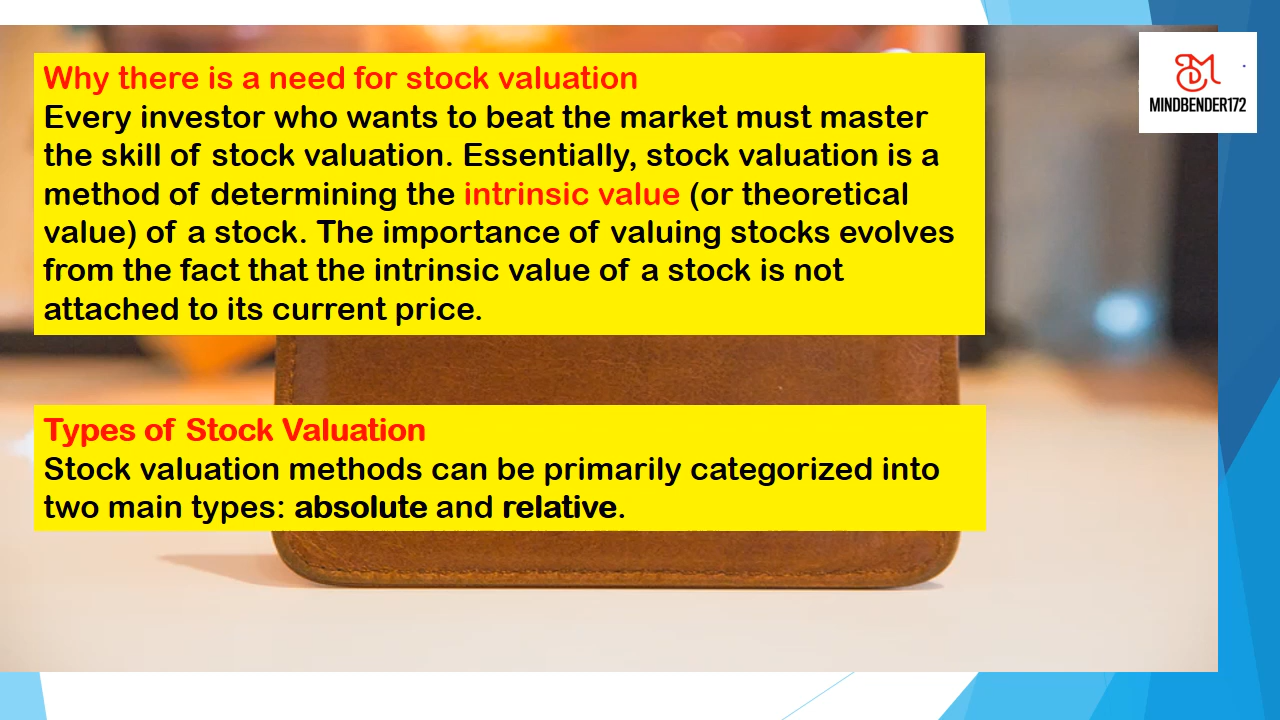 Why there is a need for stock valuation
Every investor who wants to beat the market must master
the skill of stock valuation. Essentially, stock valuation is a
method of determining the intrinsic value (or theoretical
value) of a stock. The importance of valuing stocks evolves
from the fact that the intrinsic value of a stock is not
attached to its current price.
Types of Stock Valuation
Stock valuation methods can be primarily categorized into
two main types: absolute and relative.
MINDBENDER172